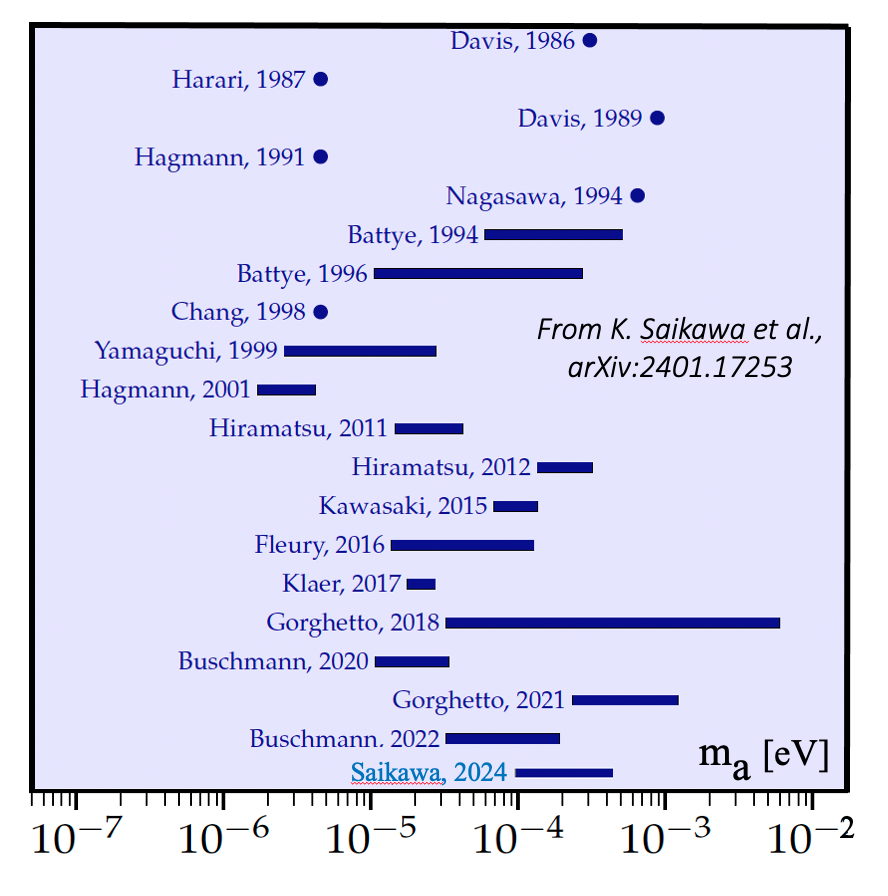 Davis, 1986
Harari, 1987
Davis, 1989
Hagmann, 1991
Nagasawa, 1994
Battye, 1994
Battye, 1996
Chang, 1998
From K. Saikawa et al.,
arXiv:2401.17253
Yamaguchi, 1999
Hagmann, 2001
Hiramatsu, 2011
Hiramatsu, 2012
Kawasaki, 2015
Fleury, 2016
Klaer, 2017
Gorghetto, 2018
Buschmann, 2020
Gorghetto, 2021
Buschmann, 2022
mₐ [eV]
Saikawa, 2024
10⁻⁷ 10⁻⁶ 10⁻⁵ 10⁻⁴ 10⁻³ 10⁻²